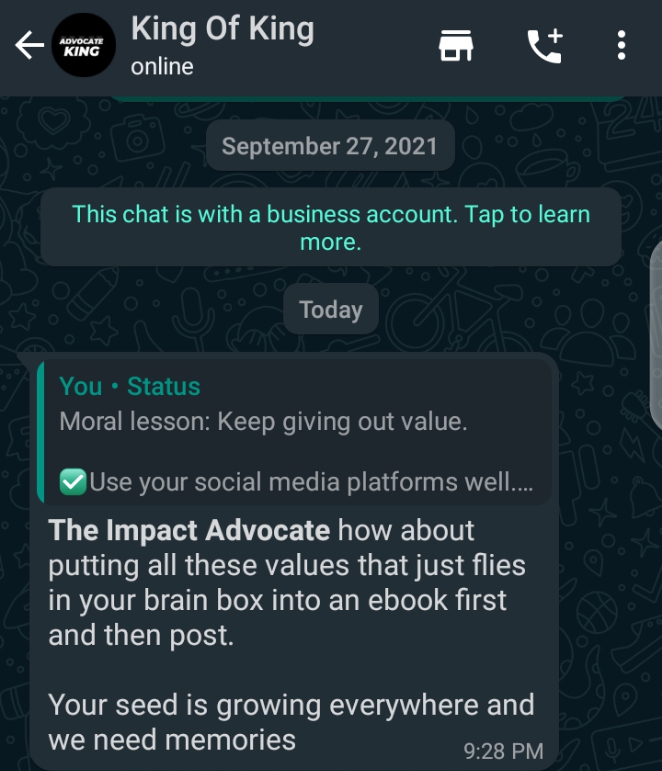 King Of King
online
ADVOCATE
KING
September 27, 2021
This chat is with a business account. Tap to learn
more.
Today
You • Status
Moral lesson: Keep giving out value.
✅Use your social media platforms well....
The Impact Advocate how about
putting all these values that just flies
in your brain box into an ebook first
and then post.
Your seed is growing everywhere and
we need memories
9:28 PM